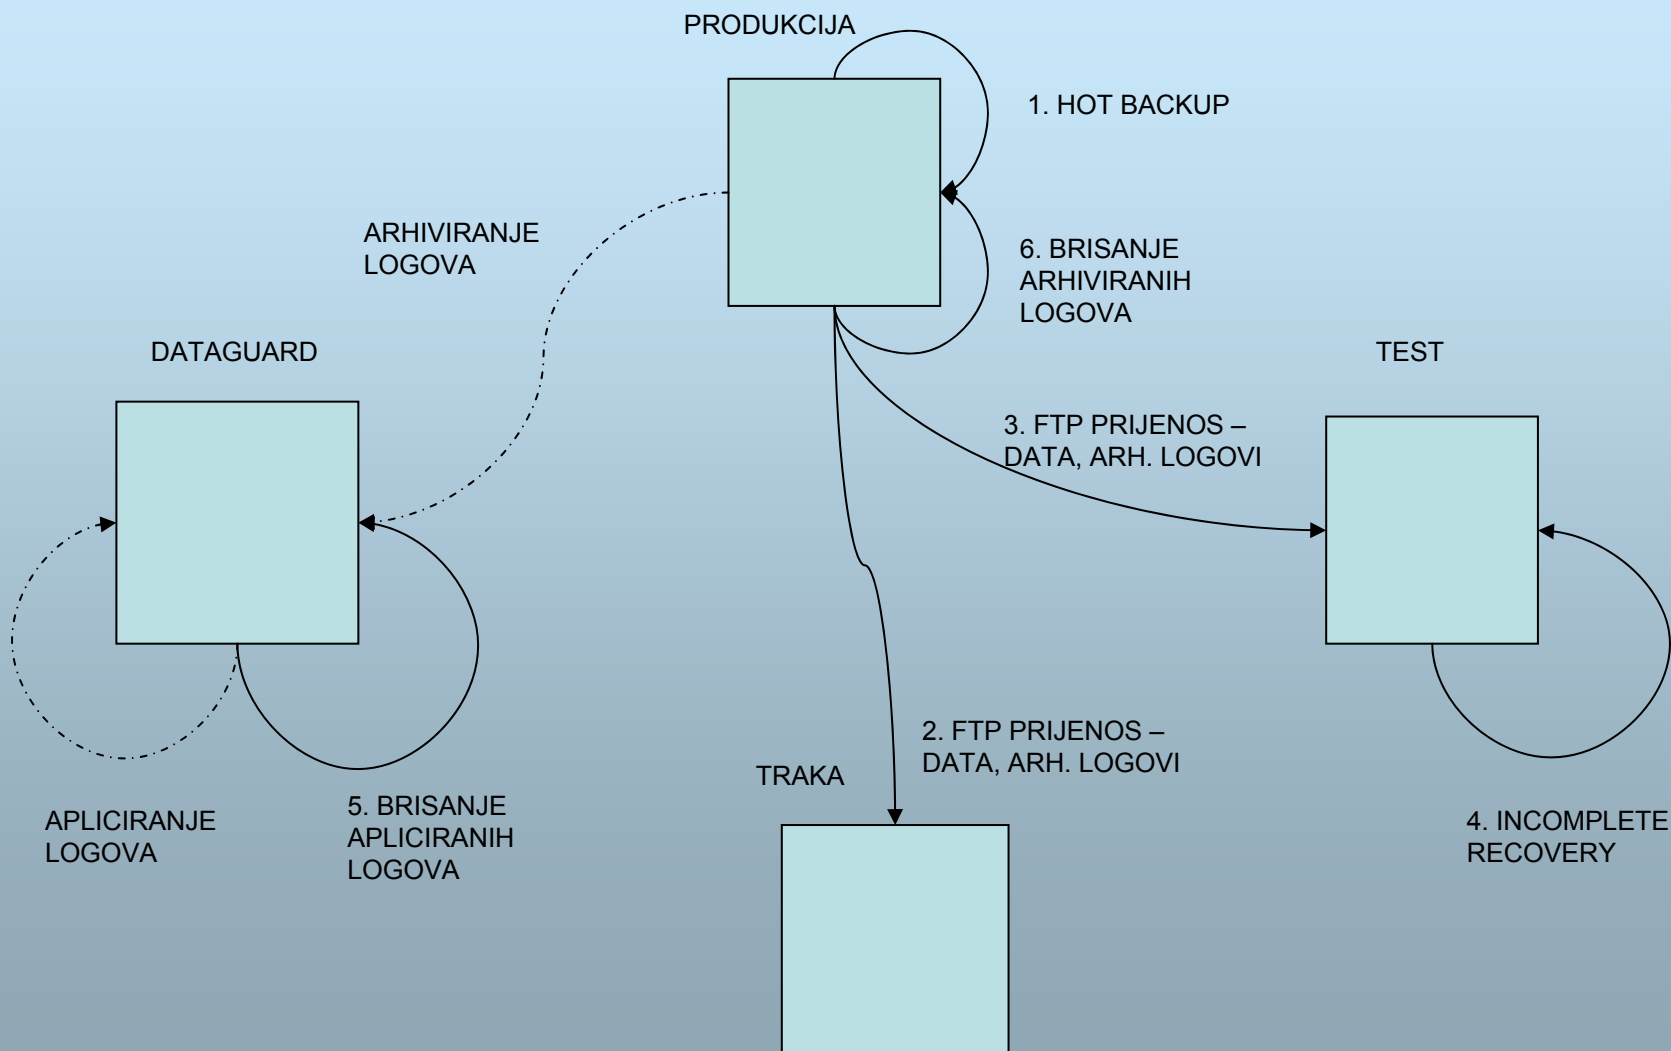 PRODUKCIJA
1. HOT BACKUP
ARHIVIRANJE
LOGOVA
6. BRISANJE
ARHIVIRANIH
LOGOVA
DATAGUARD
TEST
3. FTP PRIJENOS –
DATA, ARH. LOGOVI
2. FTP PRIJENOS –
DATA, ARH. LOGOVI
TRAKA
APLICIRANJE
LOGOVA
5. BRISANJE
APLICIRANIH
LOGOVA
4. INCOMPLETE
RECOVERY